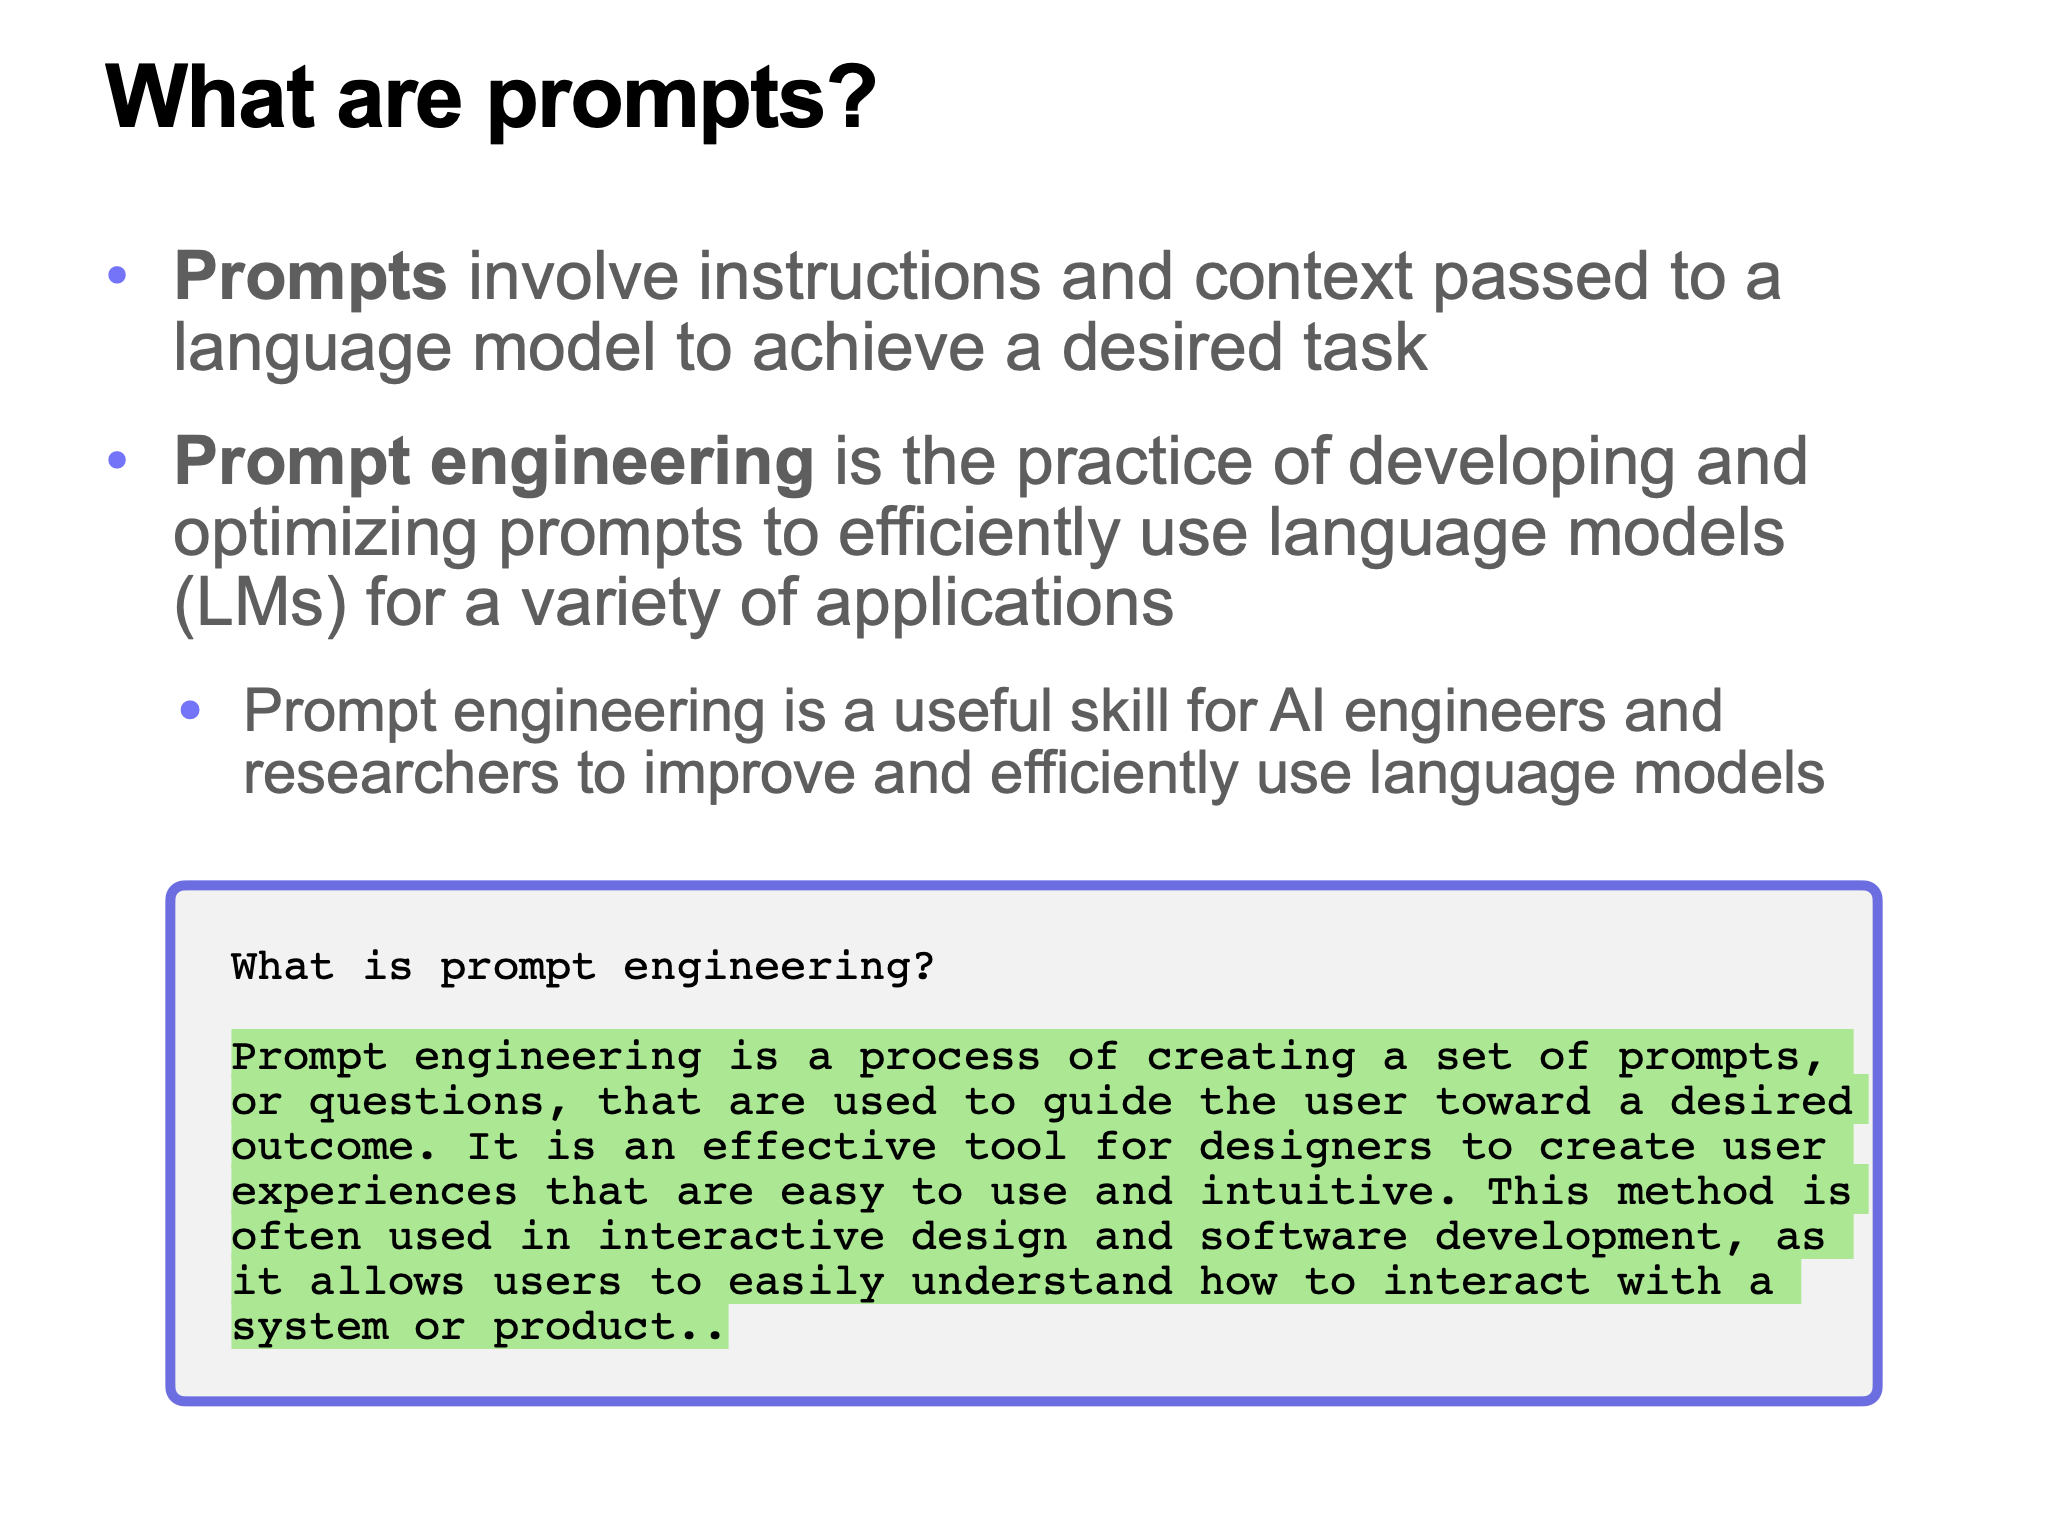 What are prompts?
• Prompts involve instructions and context passed to a
language model to achieve a desired task
• Prompt engineering is the practice of developing and
optimizing prompts to efficiently use language models
(LMs) for a variety of applications
• Prompt engineering is a useful skill for AI engineers and
researchers to improve and efficiently use language models
What is prompt engineering?
Prompt engineering is a process of creating a set of prompts,
or questions, that are used to guide the user toward a desired
outcome. It is an effective tool for designers to create user
experiences that are easy to use and intuitive. This method is
often used in interactive design and software development, as
it allows users to easily understand how to interact with a
system or product..